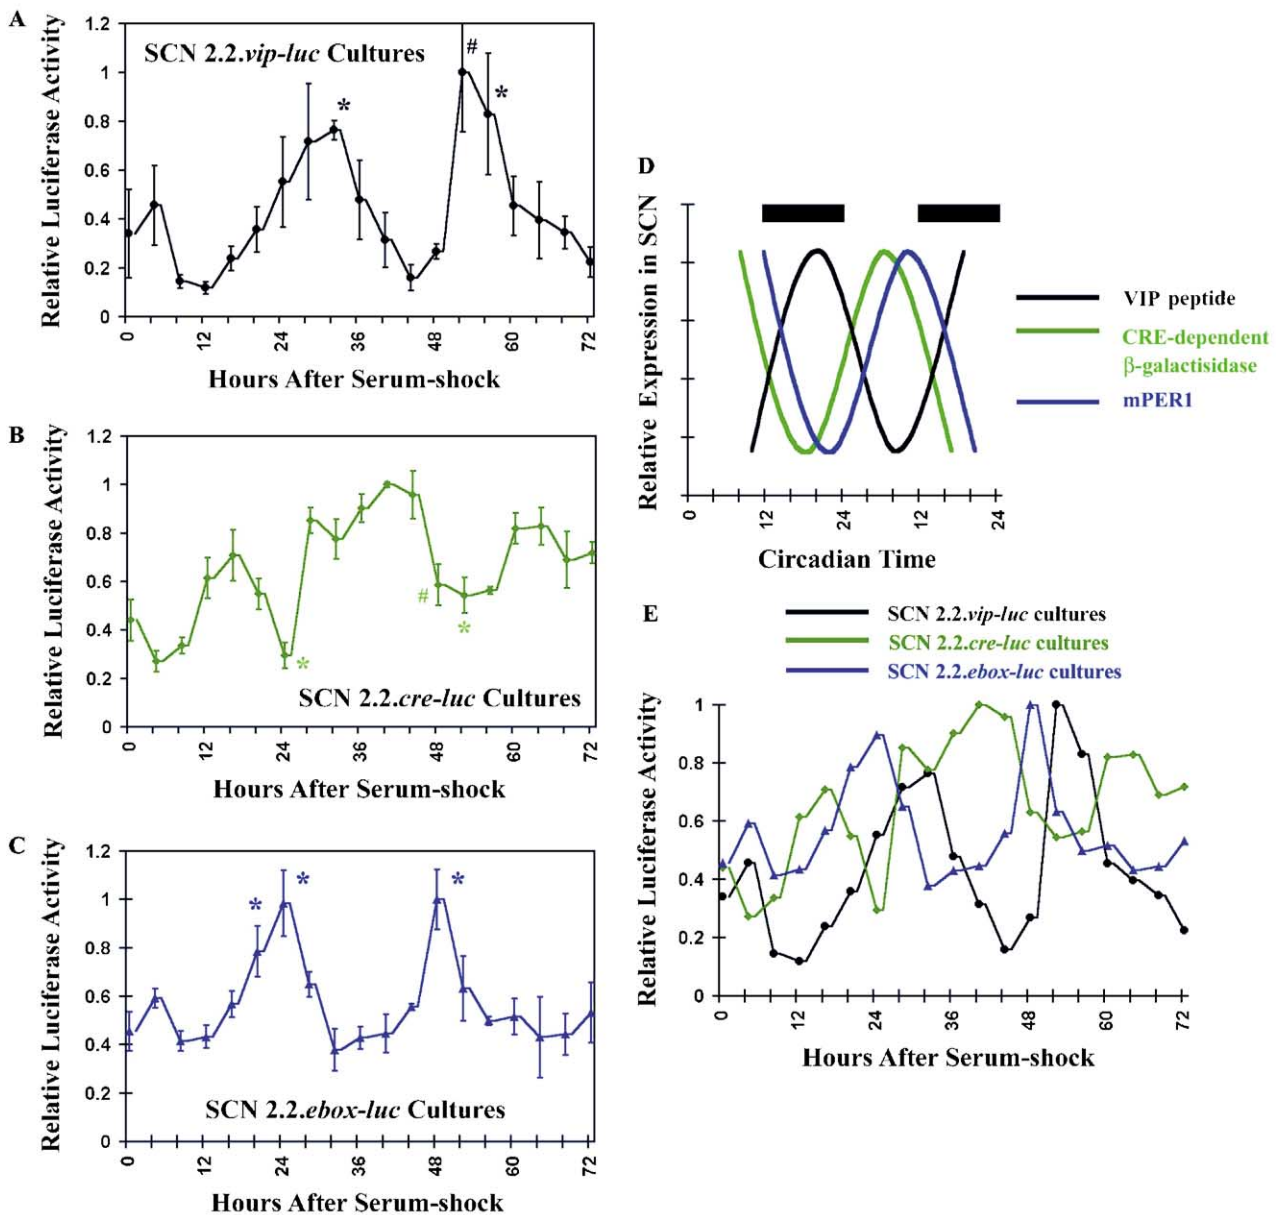 A
Relative Luciferase Activity
1.2
1
0.8
0.6
0.4
0.2
0
SCN 2.2.vip-luc Cultures
*
#
*
0 12 24 36 48 60 72
Hours After Serum-shock
B
Relative Luciferase Activity
1.2
1
0.8
0.6
0.4
0.2
0
*
#
*
SCN 2.2.cre-luc Cultures
0 12 24 36 48 60 72
Hours After Serum-shock
C
Relative Luciferase Activity
1.2
1
0.8
0.6
0.4
0.2
0
*
*
*
SCN 2.2.ebox-luc Cultures
0 12 24 36 48 60 72
Hours After Serum-shock
D
Relative Expression in SCN
0 12 24 12 24
Circadian Time
VIP peptide
CRE-dependent
β-galactisidase
mPER1
E
SCN 2.2.vip-luc cultures
SCN 2.2.cre-luc cultures
SCN 2.2.ebox-luc cultures
Relative Luciferase Activity
1
0.8
0.6
0.4
0.2
0
0 12 24 36 48 60 72
Hours After Serum-shock